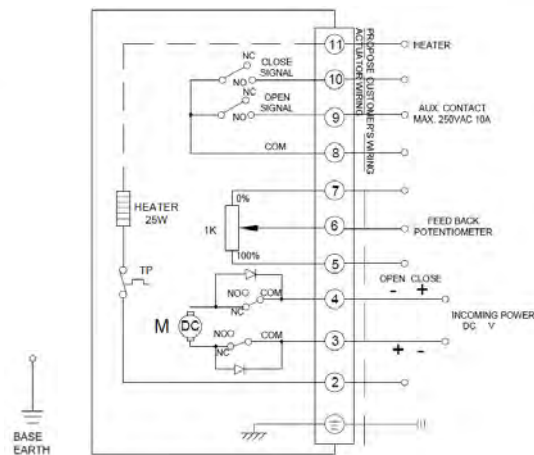 11
HEATER
NC
CLOSE
SIGNAL
NO
10
NC
OPEN
SIGNAL
NO
9
AUX. CONTACT
MAX. 250VAC 10A
COM
8
PROPOSE CUSTOMER'S WIRING
ACTUATOR WIRING
7
0%
HEATER
25W
1K
6
FEED BACK
POTENTIOMETER
100%
5
TP
OPEN CLOSE
NO
COM
4
- +
NC
INCOMING POWER
DC V
M
DC
NO
COM
3
NC
+ -
2
BASE
EARTH